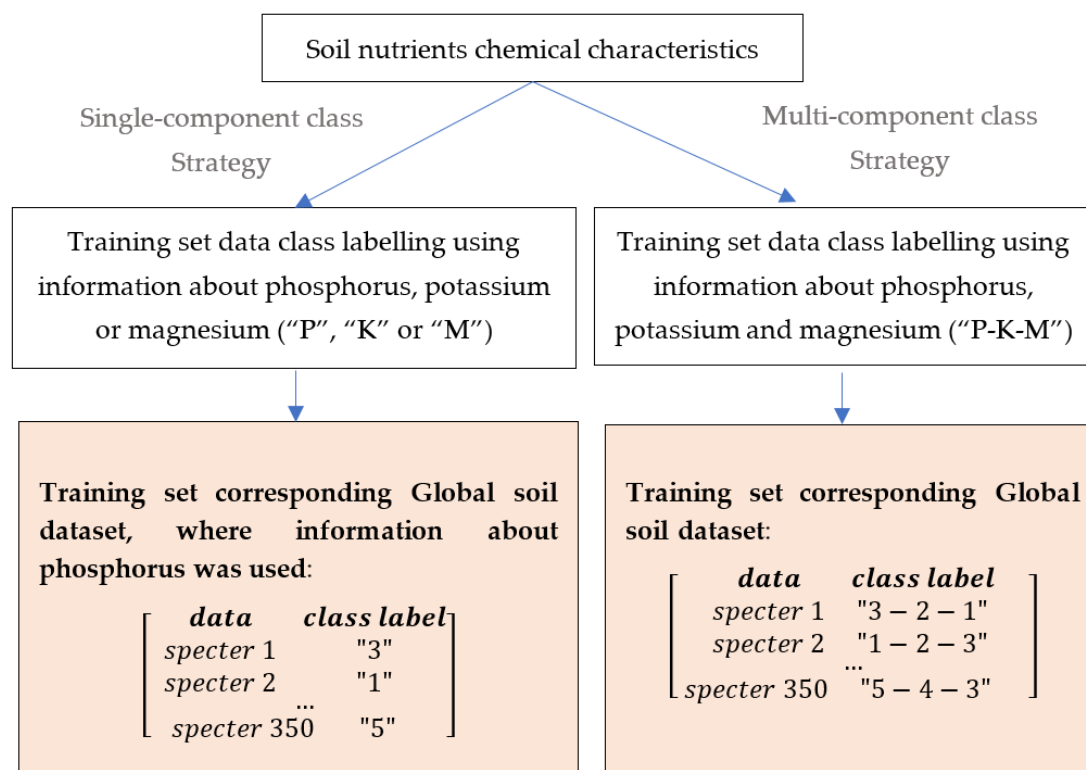 Soil nutrients chemical characteristics
Single-component class
Strategy
Multi-component class
Strategy
Training set data class labelling using
information about phosphorus, potassium
or magnesium (“P”, “K” or “M”)
Training set data class labelling using
information about phosphorus,
potassium and magnesium (“P-K-M”)
Training set corresponding Global soil
dataset, where information about
phosphorus was used:
data class label
specter 1 "3"
specter 2 "1"
...
specter 350 "5"
Training set corresponding Global
soil dataset:
data class label
specter 1 "3 − 2 − 1"
specter 2 "1 − 2 − 3"
...
specter 350 "5 − 4 − 3"